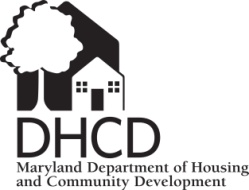 DHCD
Maryland Department of Housing
and Community Development